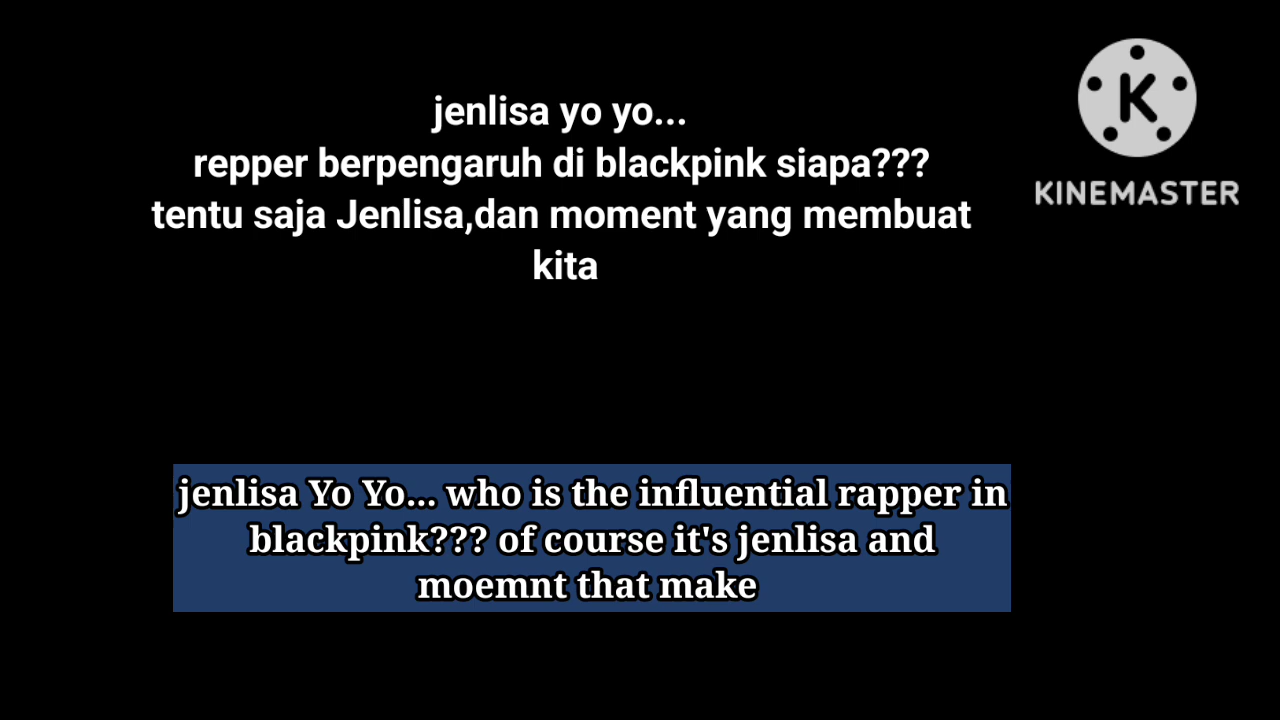 jenlisa yo yo...
repper berpengaruh di blackpink siapa???
tentu saja Jenlisa,dan moment yang membuat
kita
K
KINEMASTER
jenlisa Yo Yo... who is the influential rapper in
blackpink??? of course it's jenlisa and
moemnt that make